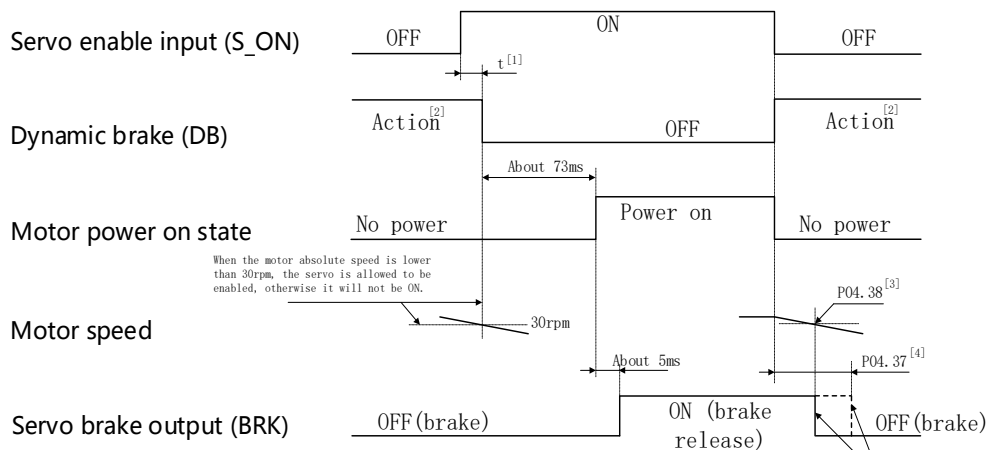 Servo enable input (S_ON)
OFF
ON
OFF
t[1]
Dynamic brake (DB)
Action[2]
OFF
Action[2]
About 73ms
Motor power on state
No power
Power on
No power
When the motor absolute speed is lower
than 30rpm, the servo is allowed to be
enabled, otherwise it will not be ON.
P04.38[3]
Motor speed
30rpm
About 5ms
P04.37[4]
Servo brake output (BRK)
OFF(brake)
ON (brake
release)
OFF(brake)